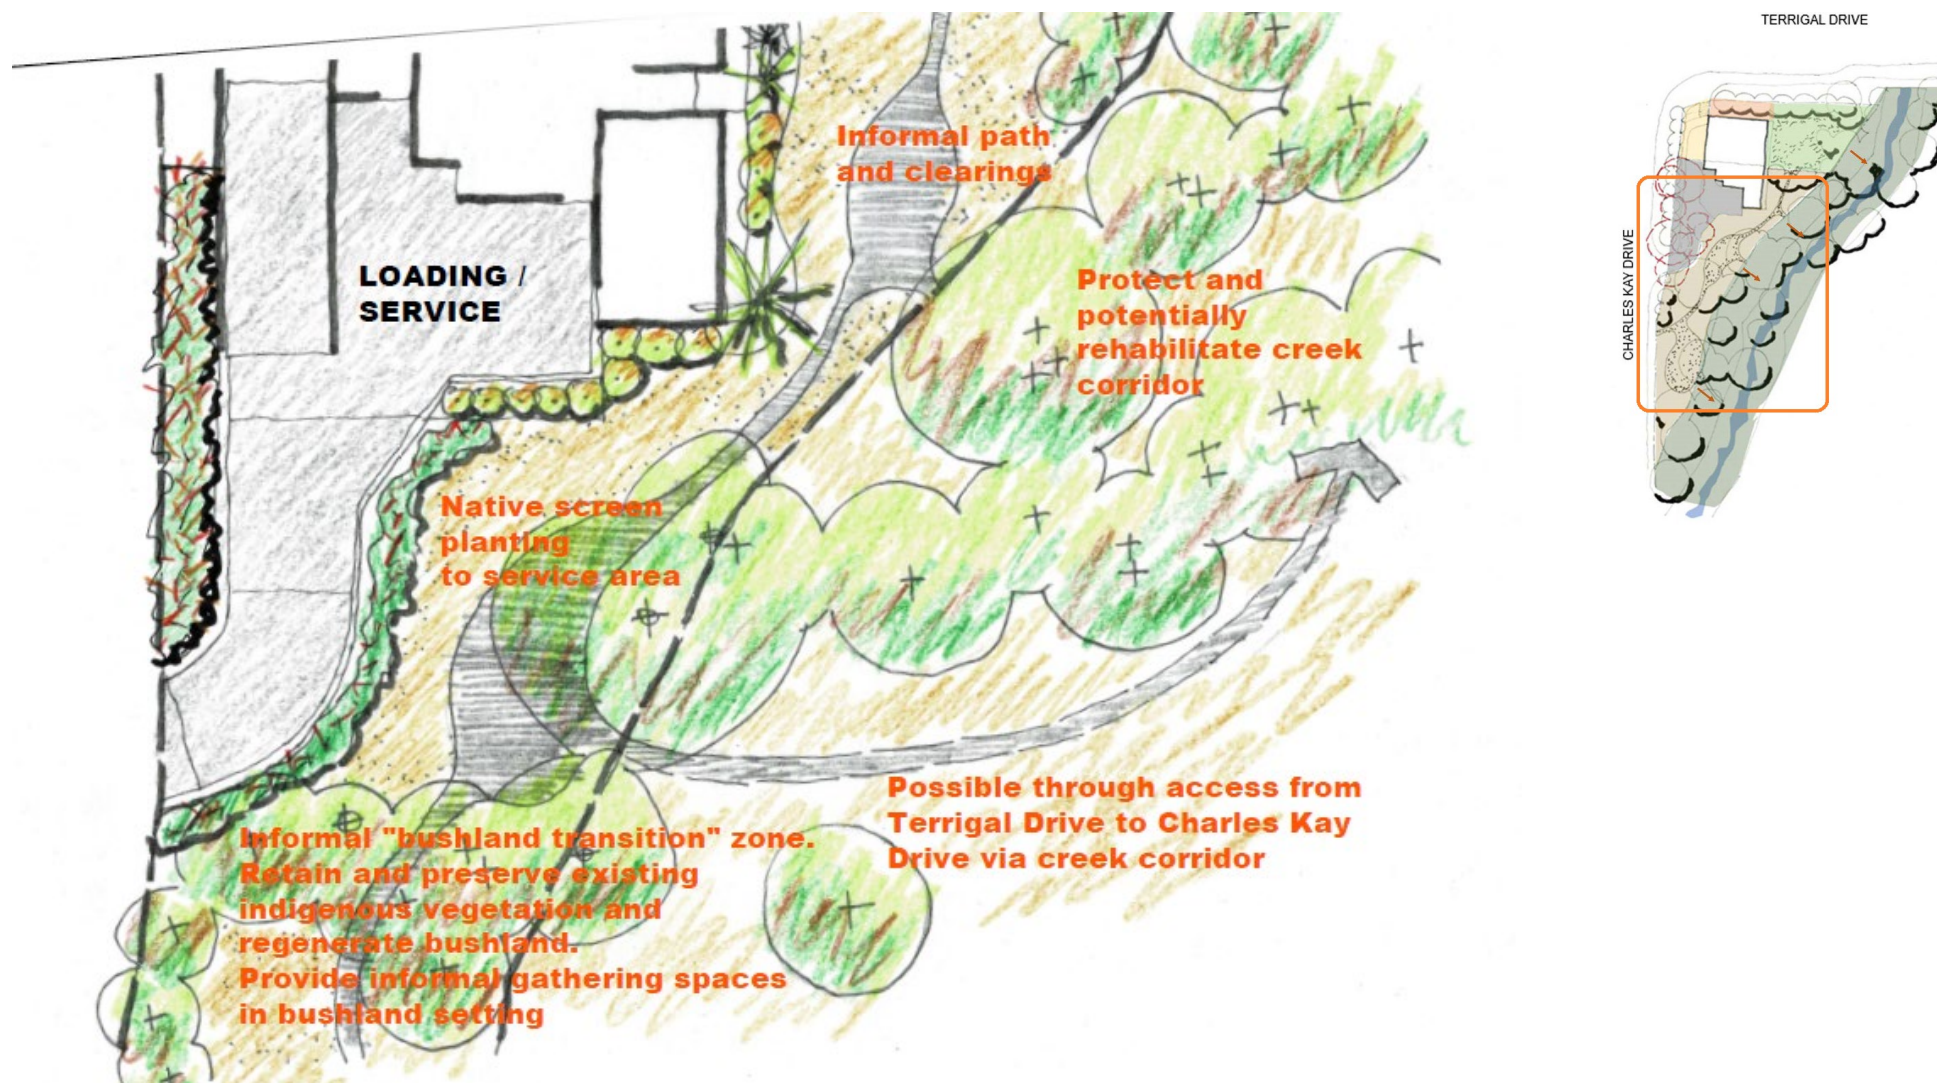 TERRIGAL DRIVE
Informal path
and clearings
LOADING /
SERVICE
Protect and
potentially
rehabilitate creek
corridor
CHARLES KAY DRIVE
Native screen
planting
to service area
Possible through access from
Terrigal Drive to Charles Kay
Drive via creek corridor
Informal "bushland transition" zone.
Retain and preserve existing
indigenous vegetation and
regenerate bushland.
Provide informal gathering spaces
in bushland setting